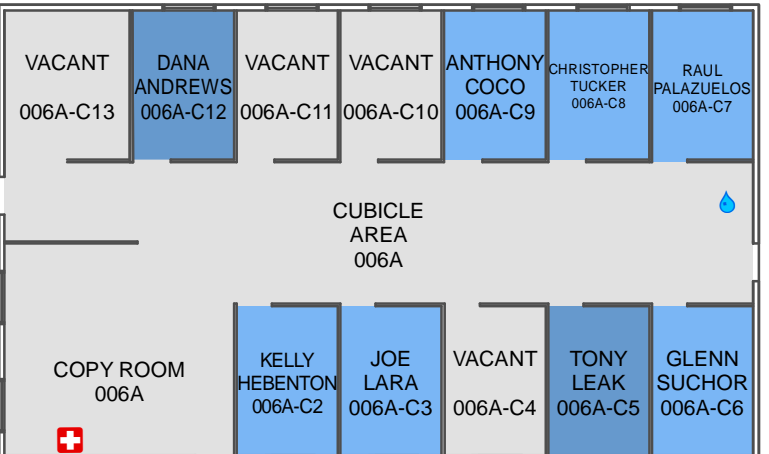 VACANT
006A-C13
DANA
ANDREWS
006A-C12
VACANT
006A-C11
VACANT
006A-C10
ANTHONY
COCO
006A-C9
CHRISTOPHER
TUCKER
006A-C8
RAUL
PALAZUELOS
006A-C7
CUBICLE
AREA
006A
COPY ROOM
006A
KELLY
HEBENTON
006A-C2
JOE
LARA
006A-C3
VACANT
006A-C4
TONY
LEAK
006A-C5
GLENN
SUCHOR
006A-C6